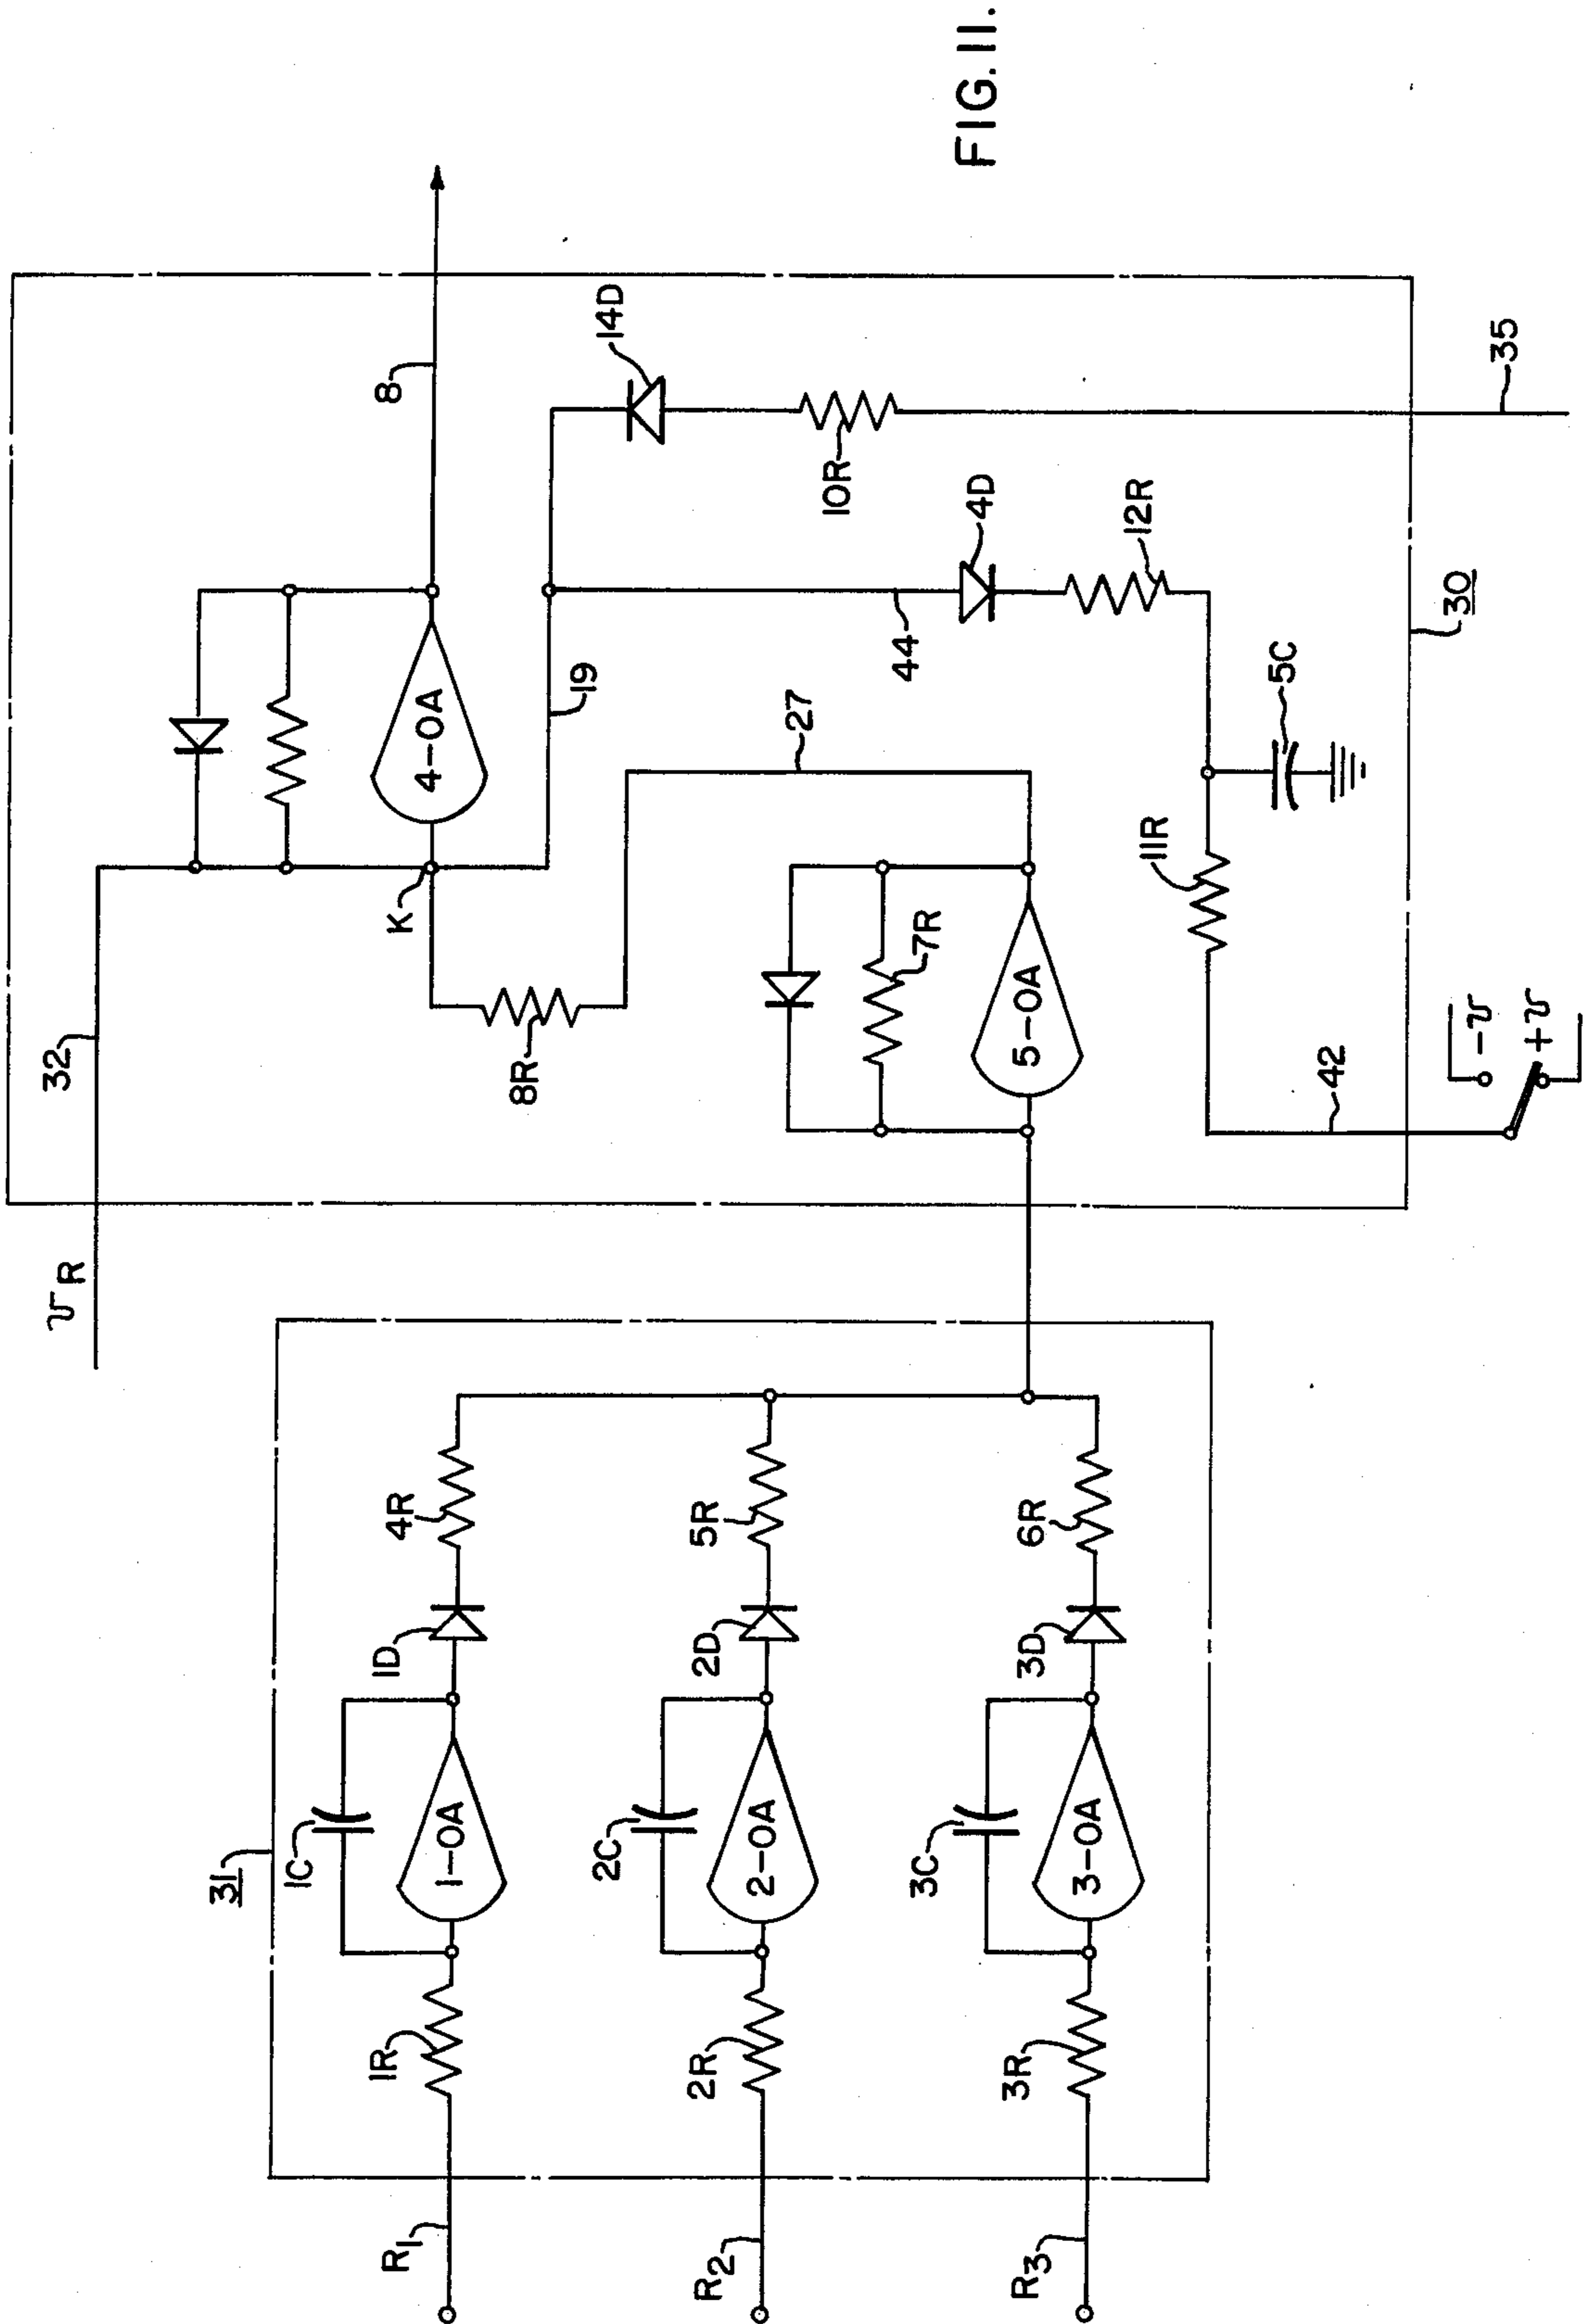 FIG. 11.
32
8
K
4-OA
19
14D
10R
35
8R
27
44
4D
12R
30
7R
5-OA
5C
11R
42
-v
+v
v R
31
1C
1-OA
1D
4R
1R
R1
2C
2-OA
2D
5R
2R
R2
3C
3-OA
3D
6R
3R
R3